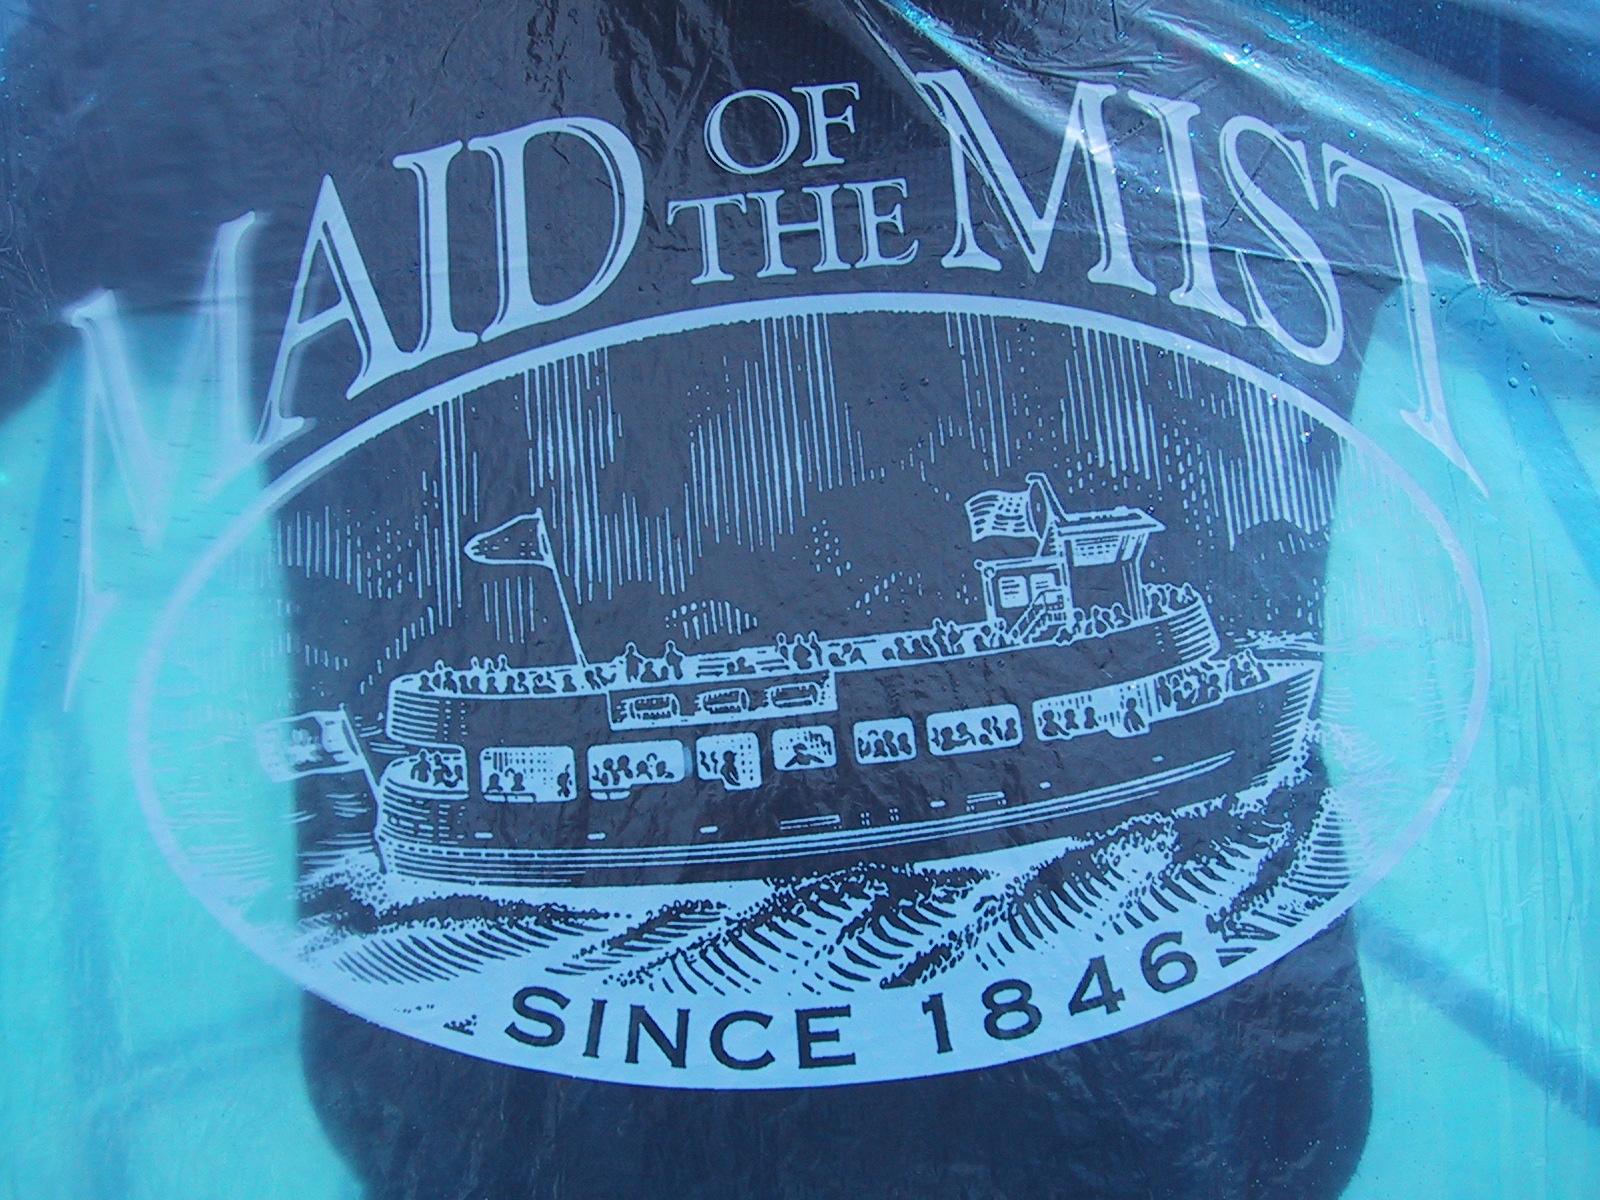 MAID OF THE MIST
SINCE 1846